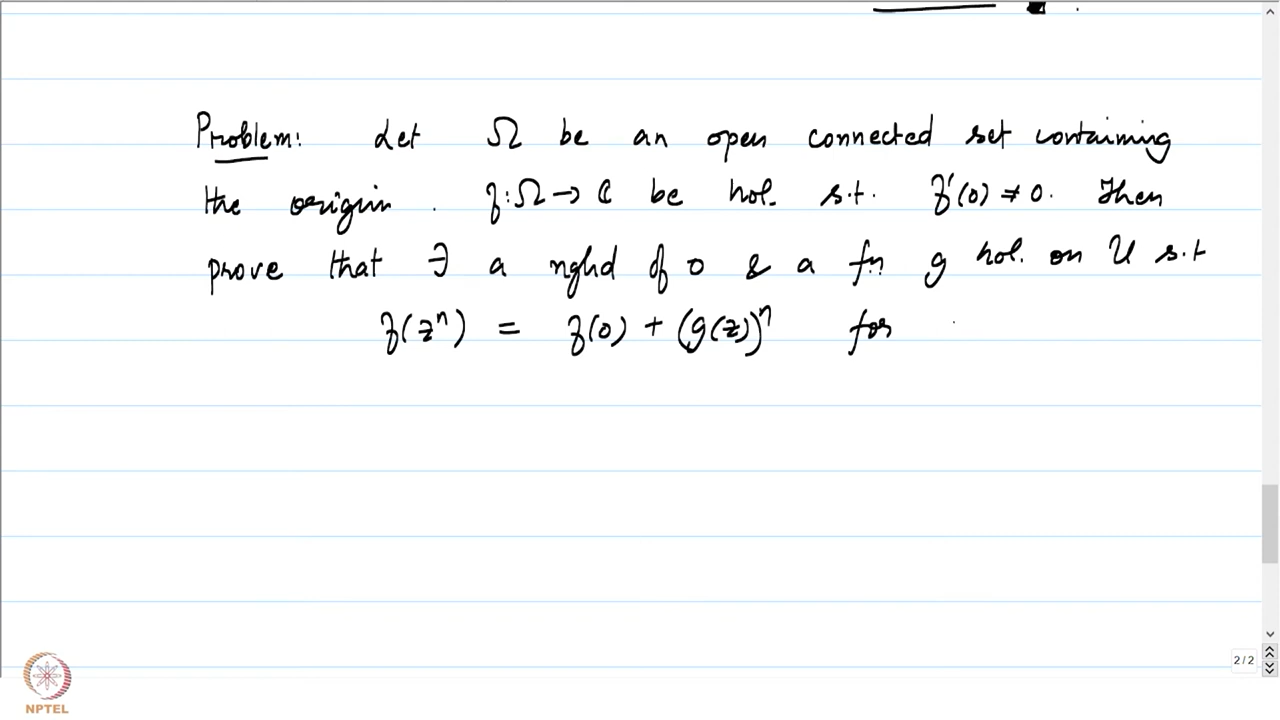 Problem: Let Ω be an open connected set containing
the origin. f:Ω→ℂ be hol. s.t. f'(0) ≠ 0. Then
prove that ∃ a nghd of 0 & a fn g hol. on U s.t
f(zⁿ) = f(0) + (g(z))ⁿ for
2/2
NPTEL